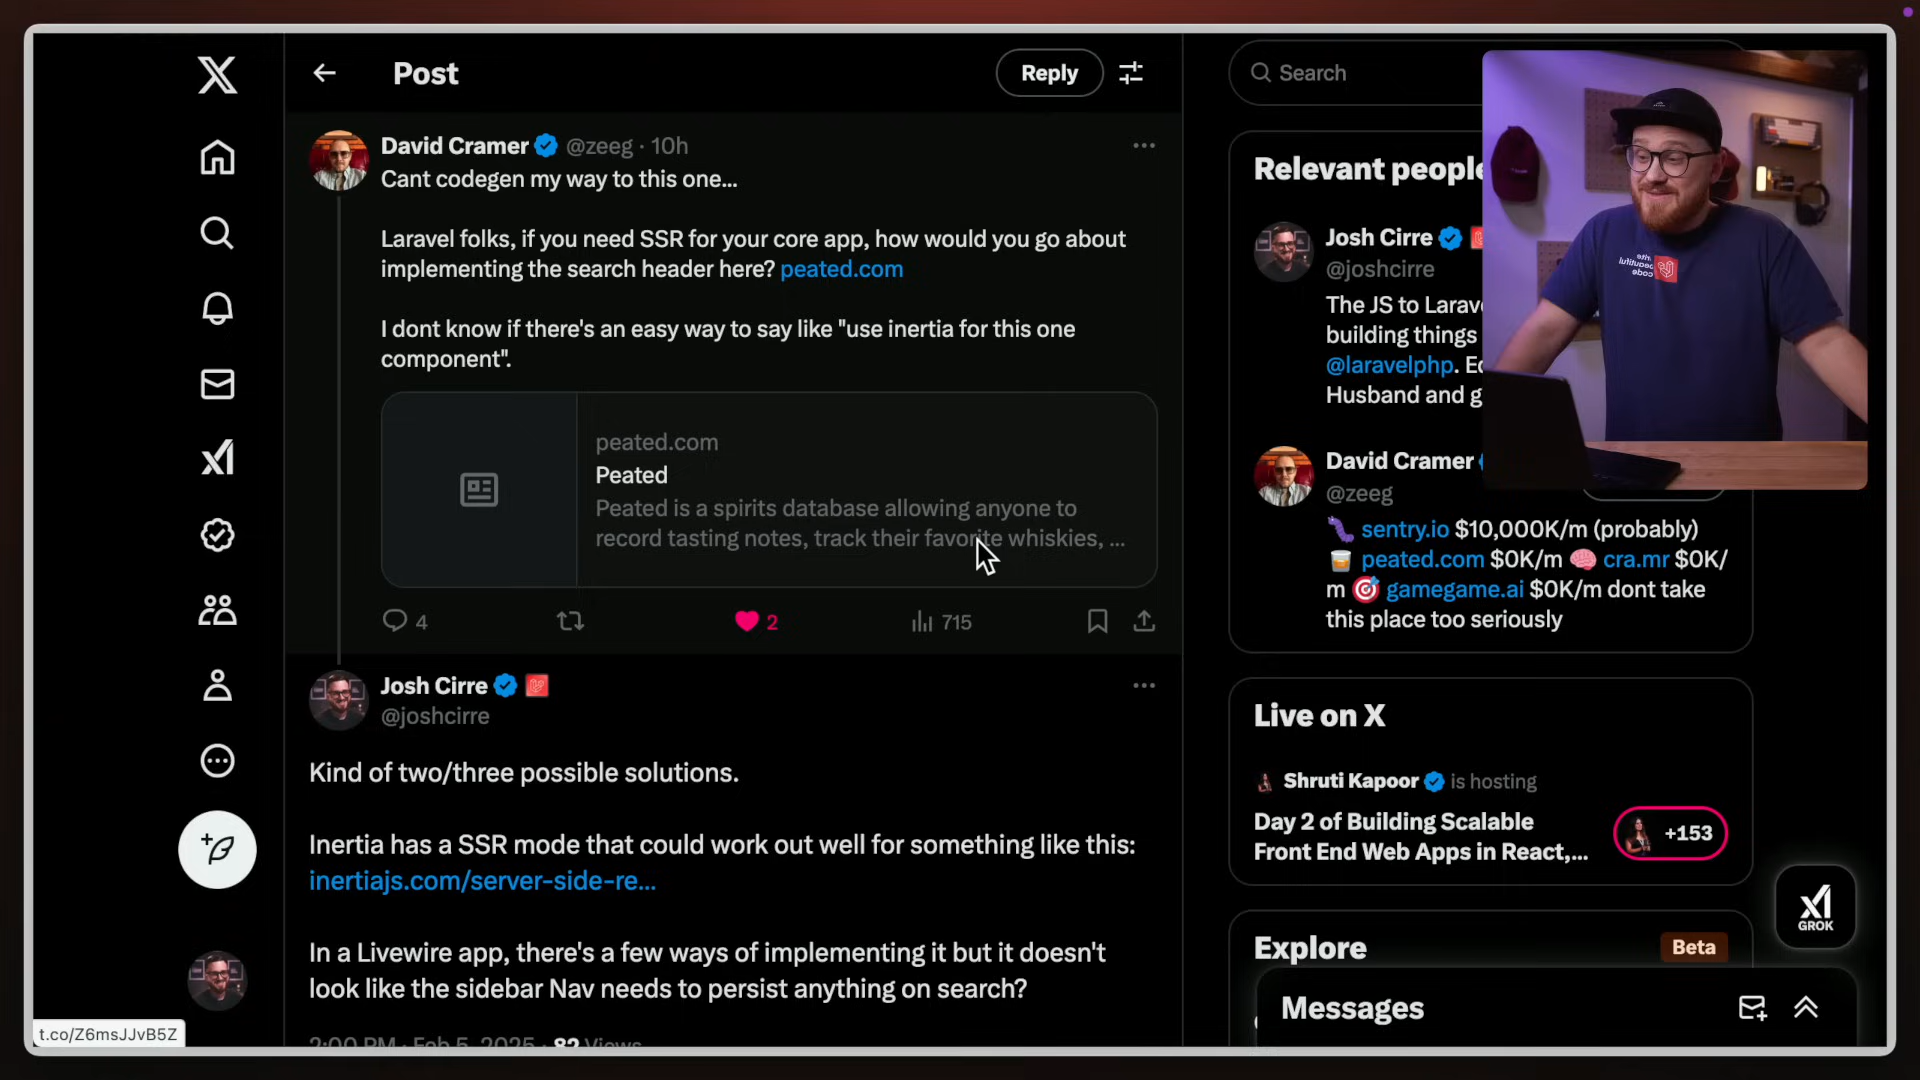 Post
Reply
Search
David Cramer @zeeg · 10h
Cant codegen my way to this one...
Laravel folks, if you need SSR for your core app, how would you go about
implementing the search header here? peated.com
I dont know if there's an easy way to say like "use inertia for this one
component".
peated.com
Peated
Peated is a spirits database allowing anyone to
record tasting notes, track their favorite whiskies, ...
4
2
715
Josh Cirre
@joshcirre
Kind of two/three possible solutions.
Inertia has a SSR mode that could work out well for something like this:
inertiajs.com/server-side-re...
In a Livewire app, there's a few ways of implementing it but it doesn't
look like the sidebar Nav needs to persist anything on search?
2:00 PM · Feb 5, 2025 · 82 Views
t.co/Z6msJJvB5Z
Relevant people
Josh Cirre
@joshcirre
The JS to Larave
building things
@laravelphp. Ed
Husband and g
David Cramer
@zeeg
sentry.io $10,000K/m (probably)
peated.com $0K/m cra.mr $0K/
m gamegame.ai $0K/m dont take
this place too seriously
Live on X
Shruti Kapoor is hosting
Day 2 of Building Scalable
Front End Web Apps in React,...
+153
GROK
Explore
Beta
Messages